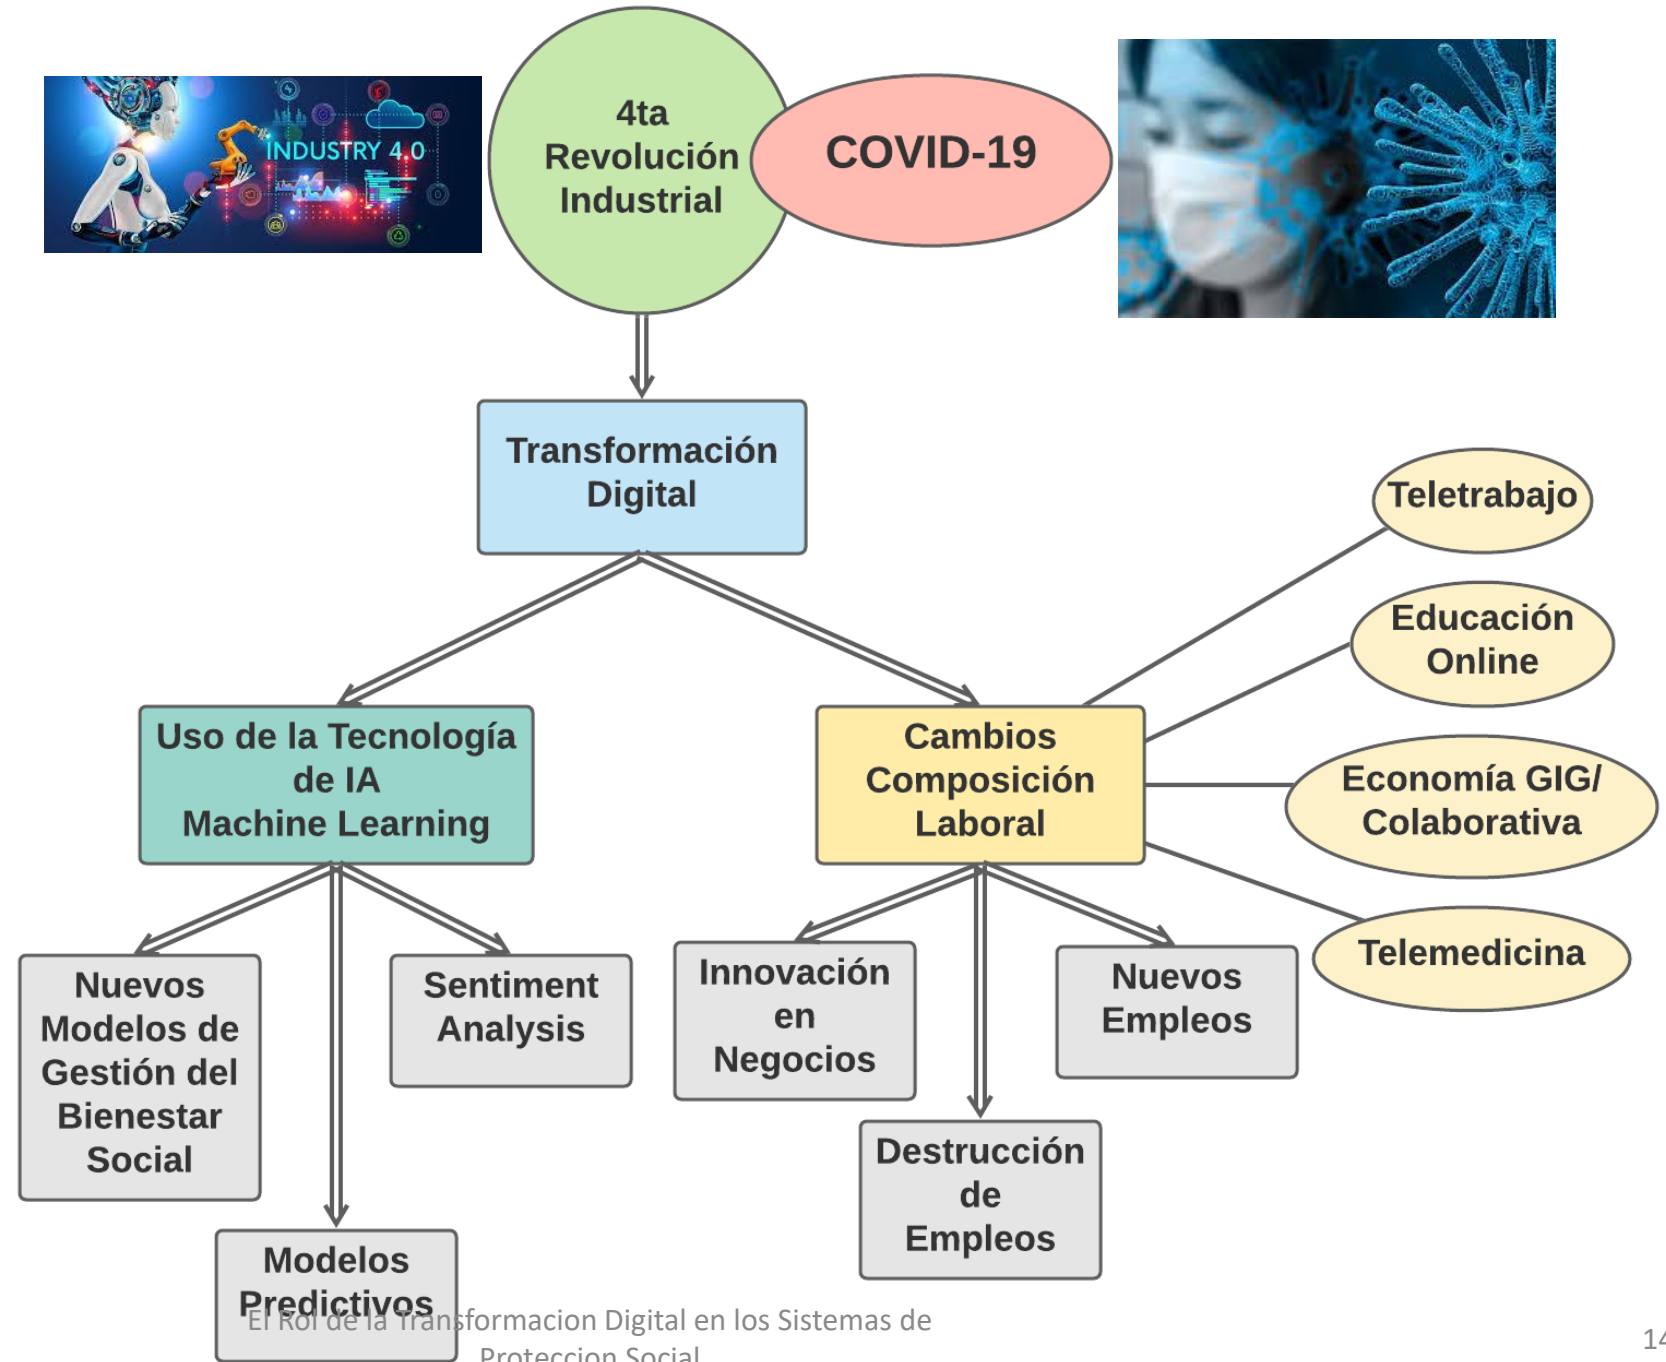 INDUSTRY 4.0
4ta
Revolución
Industrial
COVID-19
Transformación
Digital
Teletrabajo
Educación
Online
Economía GIG/
Colaborativa
Telemedicina
Uso de la Tecnología
de IA
Machine Learning
Cambios
Composición
Laboral
Nuevos
Modelos de
Gestión del
Bienestar
Social
Sentiment
Analysis
Modelos
Predictivos
Innovación
en
Negocios
Nuevos
Empleos
Destrucción
de
Empleos
El Rol de la Transformacion Digital en los Sistemas de
Proteccion Social
14